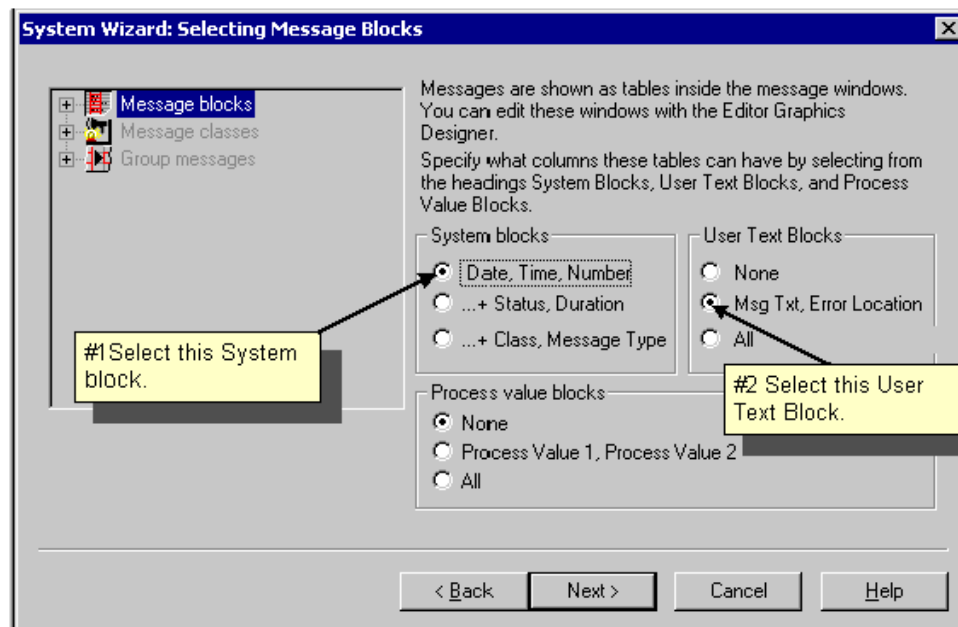 System Wizard: Selecting Message Blocks
Message blocks
Message classes
Group messages
Messages are shown as tables inside the message windows.
You can edit these windows with the Editor Graphics
Designer.
Specify what columns these tables can have by selecting from
the headings System Blocks, User Text Blocks, and Process
Value Blocks.
System blocks
Date, Time, Number
...+ Status, Duration
...+ Class, Message Type
User Text Blocks
None
Msg Txt, Error Location
All
#1Select this System
block.
#2 Select this User
Text Block.
Process value blocks
None
Process Value 1, Process Value 2
All
< Back
Next >
Cancel
Help